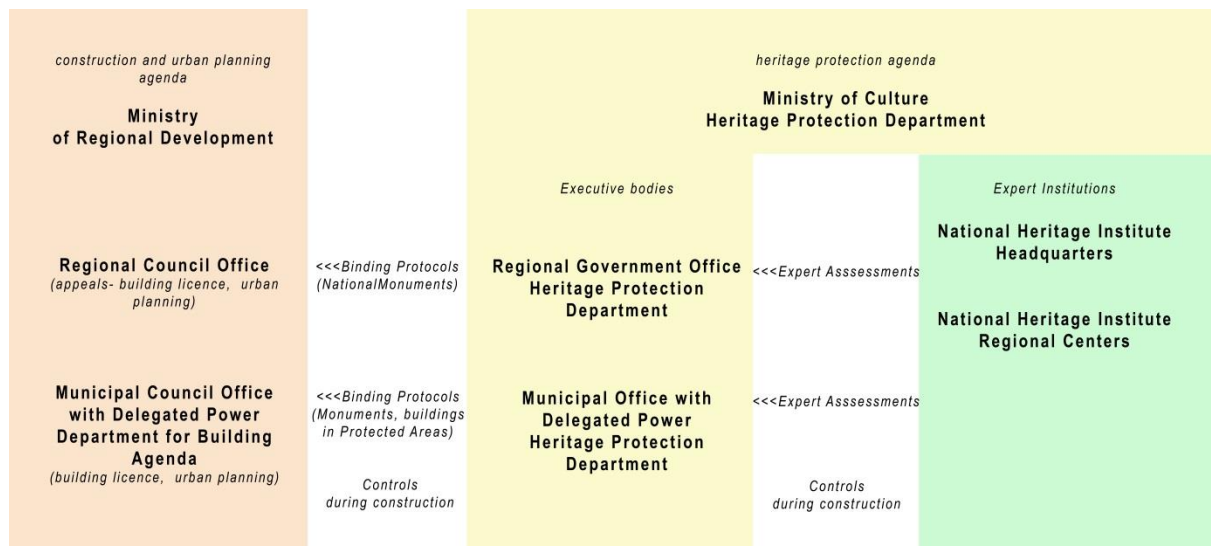 construction and urban planning
agenda
Ministry
of Regional Development
Regional Council Office
(appeals- building licence, urban
planning)
Municipal Council Office
with Delegated Power
Department for Building
Agenda
(building licence, urban planning)
<<<Binding Protocols
(NationalMonuments)
<<<Binding Protocols
(Monuments, buildings
in Protected Areas)
Controls
during construction
heritage protection agenda
Ministry of Culture
Heritage Protection Department
Executive bodies
Regional Government Office
Heritage Protection
Department
Municipal Office with
Delegated Power
Heritage Protection
Department
<<<Expert Asssessments
<<<Expert Asssessments
Controls
during construction
Expert Institutions
National Heritage Institute
Headquarters
National Heritage Institute
Regional Centers